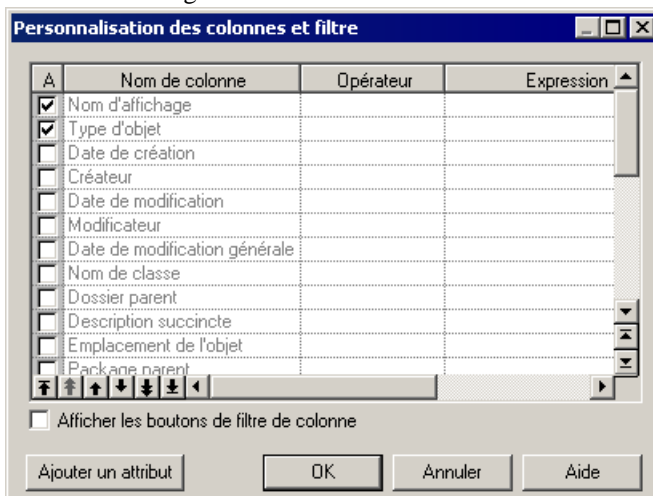 Personnalisation des colonnes et filtre
A Nom de colonne Opérateur Expression
Nom d'affichage
Type d'objet
Date de création
Créateur
Date de modification
Modificateur
Date de modification générale
Nom de classe
Dossier parent
Description succincte
Emplacement de l'objet
Package parent
Afficher les boutons de filtre de colonne
Ajouter un attribut OK Annuler Aide